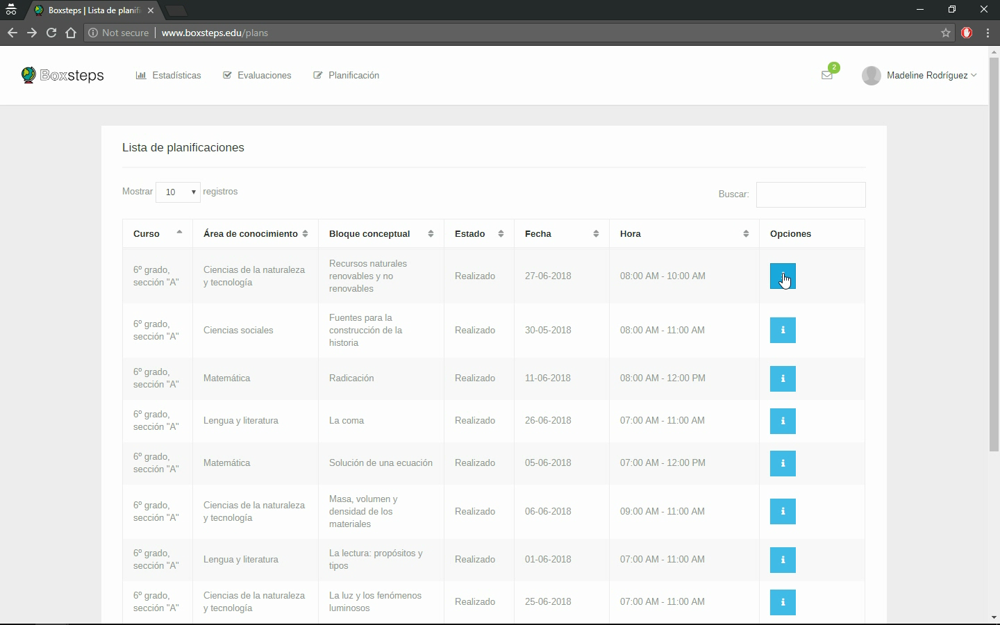 Boxsteps | Lista de planifi
Not secure | www.boxsteps.edu/plans
Boxsteps
Estadísticas
Evaluaciones
Planificación
2
Madeline Rodríguez
Lista de planificaciones
Mostrar 10 registros
Buscar:
Curso Área de conocimiento Bloque conceptual Estado Fecha Hora Opciones
6º grado,
sección "A"
Ciencias de la naturaleza
y tecnología
Recursos naturales
renovables y no
renovables
Realizado
27-06-2018
08:00 AM - 10:00 AM
6º grado,
sección "A"
Ciencias sociales
Fuentes para la
construcción de la
historia
Realizado
30-05-2018
08:00 AM - 11:00 AM
i
6º grado,
sección "A"
Matemática
Radicación
Realizado
11-06-2018
08:00 AM - 12:00 PM
i
6º grado,
sección "A"
Lengua y literatura
La coma
Realizado
26-06-2018
07:00 AM - 11:00 AM
i
6º grado,
sección "A"
Matemática
Solución de una ecuación
Realizado
05-06-2018
07:00 AM - 12:00 PM
i
6º grado,
sección "A"
Ciencias de la naturaleza
y tecnología
Masa, volumen y
densidad de los
materiales
Realizado
06-06-2018
09:00 AM - 11:00 AM
i
6º grado,
sección "A"
Lengua y literatura
La lectura: propósitos y
tipos
Realizado
01-06-2018
07:00 AM - 11:00 AM
i
6º grado,
sección "A"
Ciencias de la naturaleza
y tecnología
La luz y los fenómenos
luminosos
Realizado
25-06-2018
07:00 AM - 11:00 AM
i